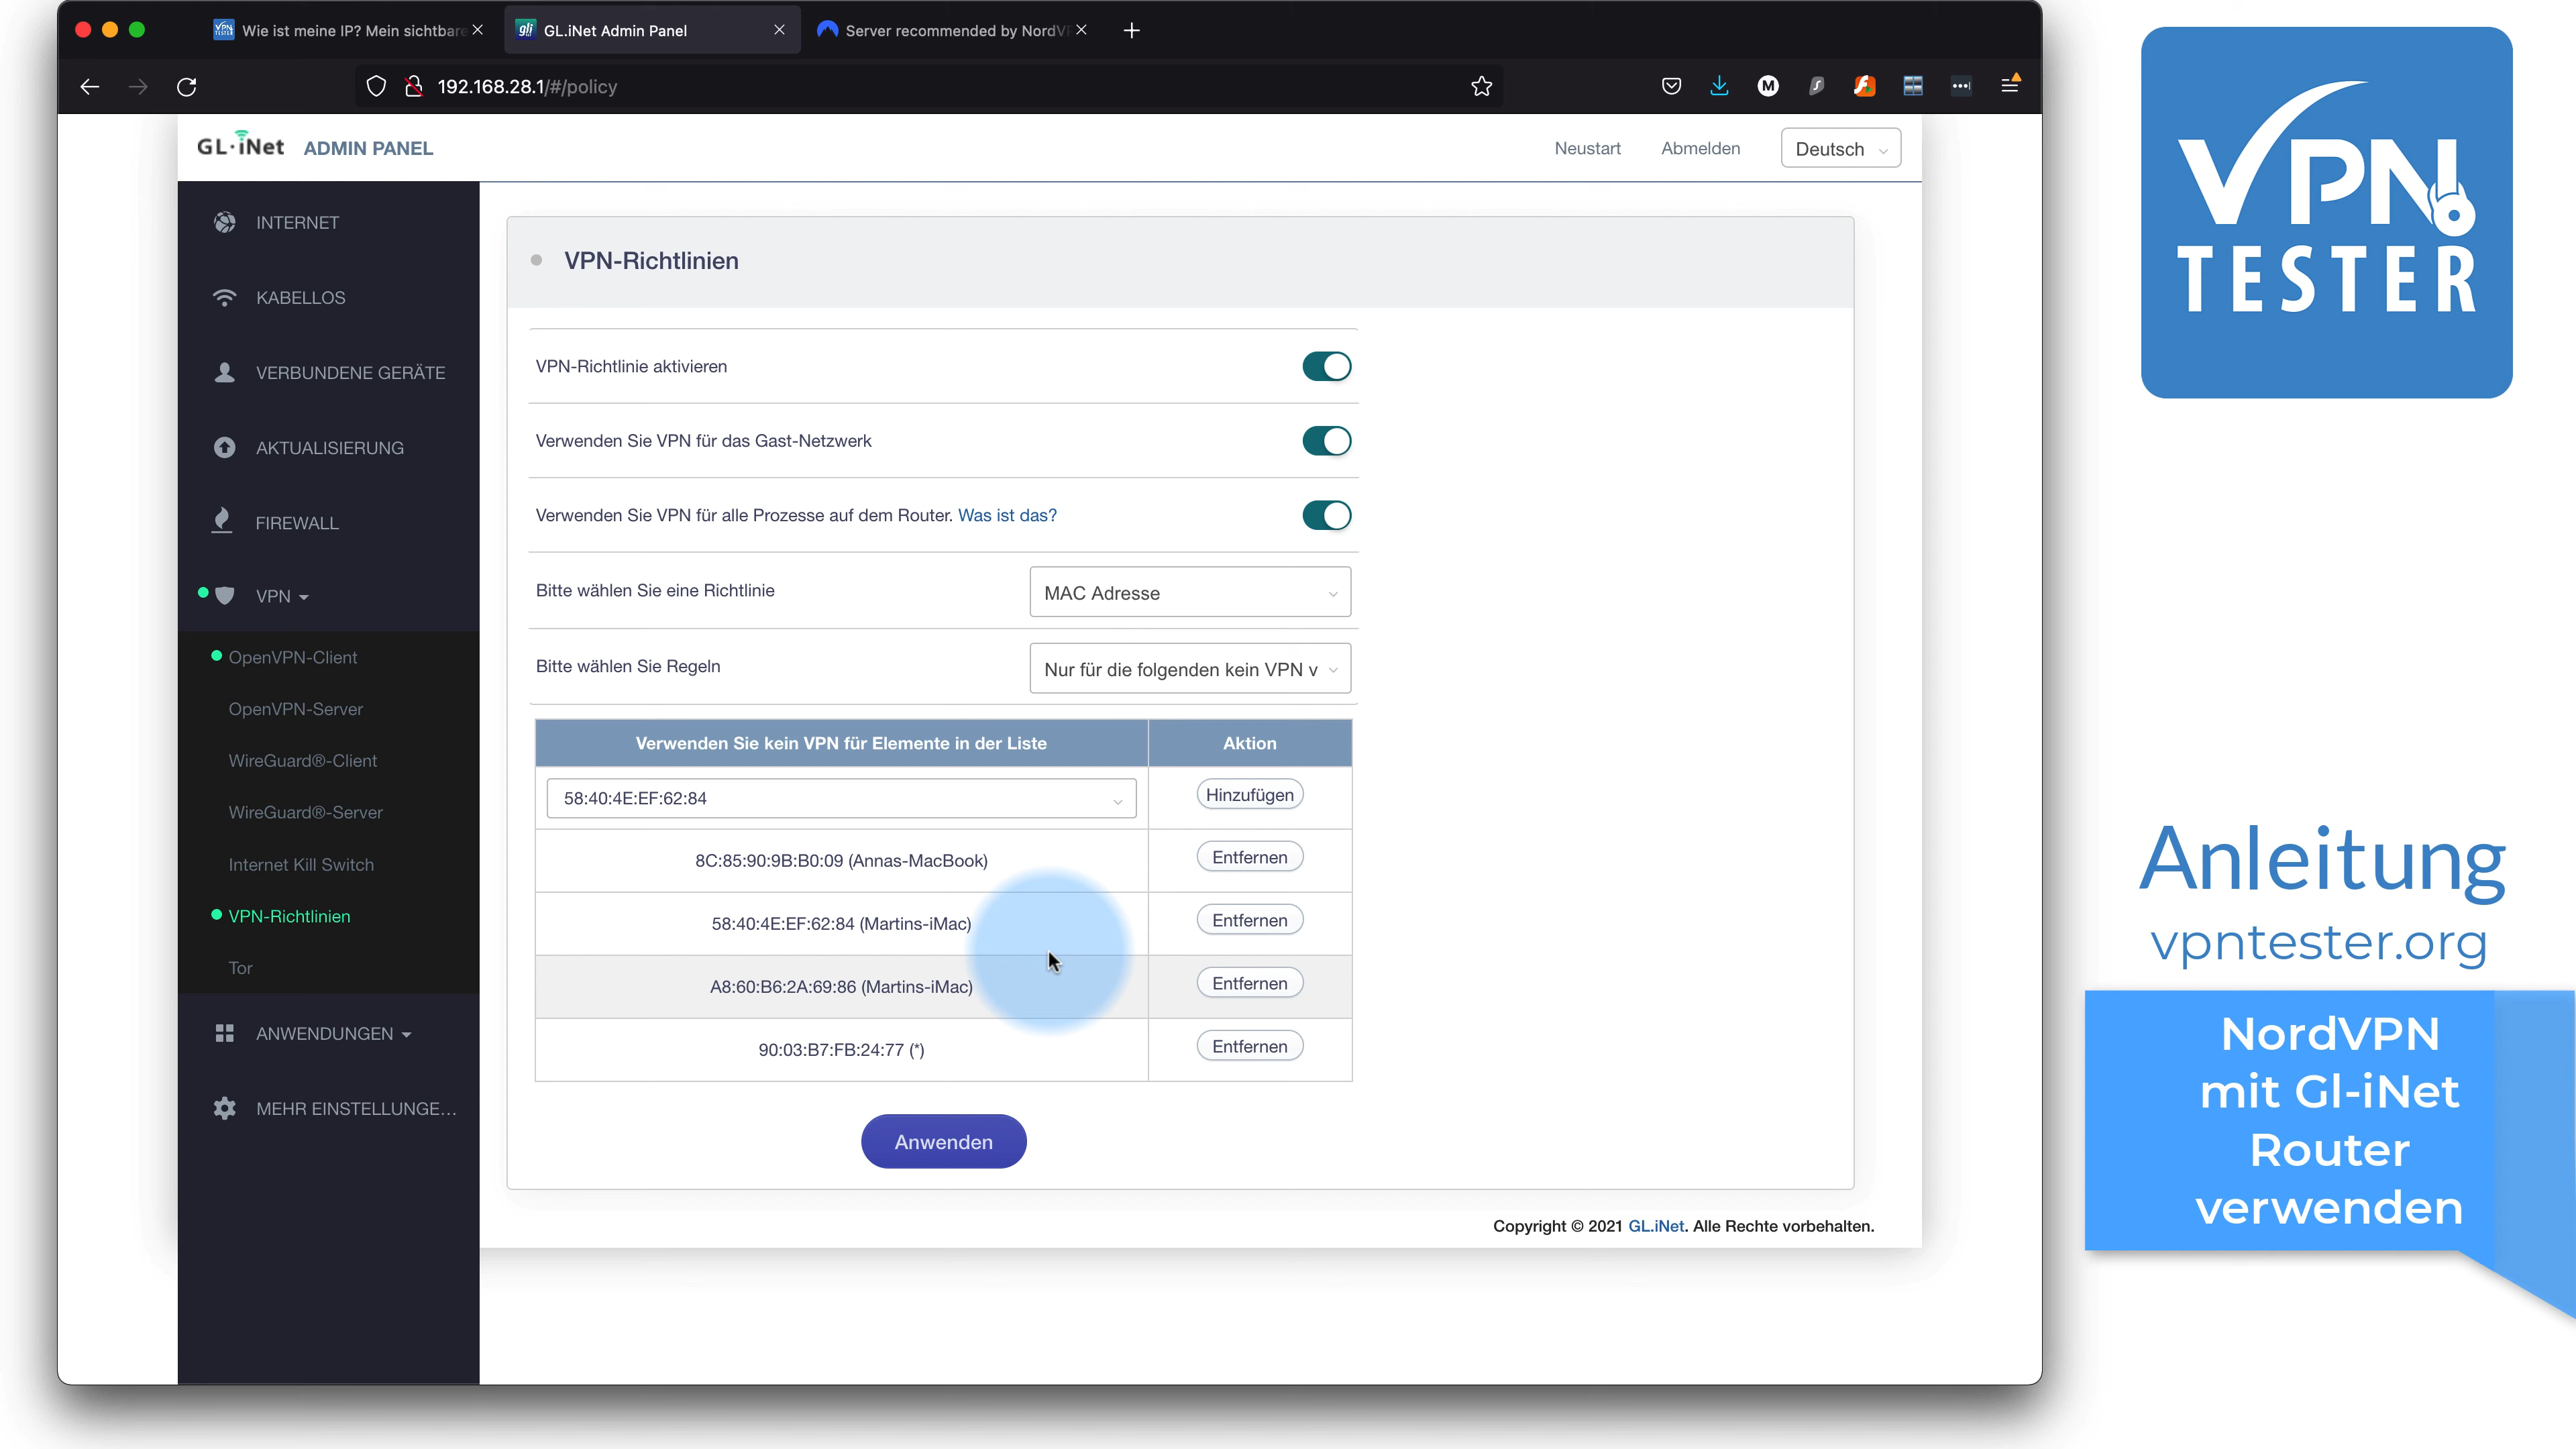 Wie ist meine IP? Mein sichtbare
GL.iNet Admin Panel
Server recommended by NordV
192.168.28.1/#/policy
GL·iNet ADMIN PANEL
Neustart
Abmelden
Deutsch
INTERNET
KABELLOS
VERBUNDENE GERÄTE
AKTUALISIERUNG
FIREWALL
VPN
OpenVPN-Client
OpenVPN-Server
WireGuard®-Client
WireGuard®-Server
Internet Kill Switch
VPN-Richtlinien
Tor
ANWENDUNGEN
MEHR EINSTELLUNGE...
VPN-Richtlinien
VPN-Richtlinie aktivieren
Verwenden Sie VPN für das Gast-Netzwerk
Verwenden Sie VPN für alle Prozesse auf dem Router. Was ist das?
Bitte wählen Sie eine Richtlinie
MAC Adresse
Bitte wählen Sie Regeln
Nur für die folgenden kein VPN v
Verwenden Sie kein VPN für Elemente in der Liste
Aktion
58:40:4E:EF:62:84
Hinzufügen
8C:85:90:9B:B0:09 (Annas-MacBook)
Entfernen
58:40:4E:EF:62:84 (Martins-iMac)
Entfernen
A8:60:B6:2A:69:86 (Martins-iMac)
Entfernen
90:03:B7:FB:24:77 (*)
Entfernen
Anwenden
Copyright © 2021 GL.iNet. Alle Rechte vorbehalten.
VPN
TESTER
Anleitung
vpntester.org
NordVPN
mit Gl-iNet
Router
verwenden